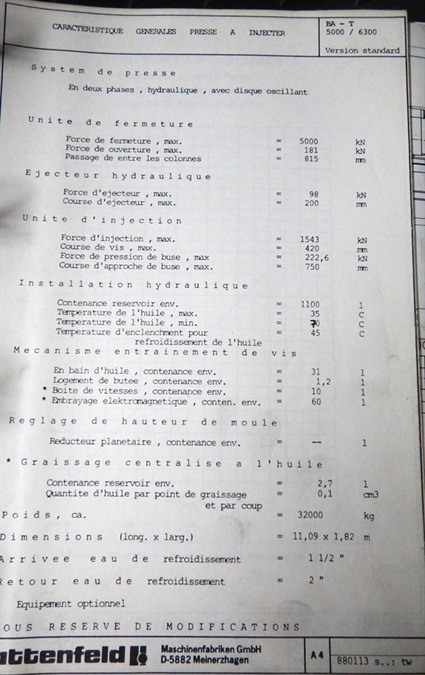 CARACTERISTIQUE GENERALES PRESSE A INJECTER
BA - T
5000 / 6300
Version standard
System de presse
En deux phases , hydraulique , avec disque oscillant
Unite de fermeture
Force de fermeture , max. = 5000 kN
Force de ouverture , max. = 181 kN
Passage de entre les colonnes = 815 mm
Ejecteur hydraulique
Force d'ejecteur , max. = 98 kN
Course d'ejecteur , max. = 200 mm
Unite d'injection
Force d'injection , max. = 1543 kN
Course de vis , max. = 420 mm
Force de pression de buse , max = 222,6 kN
Course d'approche de buse , max. = 750 mm
Installation hydraulique
Contenance reservoir env. = 1100 l
Temperature de l'huile , max. = 35 C
Temperature de l'huile , min. = 70 C
Temperature d'enclenchment pour = 45 C
refroidissement de l'huile
Mecanisme entrainement de vis
En bain d'huile , contenance env. = 31 l
Logement de butee , contenance env. = 1,2 l
* Boite de vitesses , contenance env. = 10 l
* Embrayage elektromagnetique , conten. env. = 60 l
Reglage de hauteur de moule
Reducteur planetaire , contenance env. = -- l
* Graissage centralise a l'huile
Contenance reservoir env. = 2,7 l
Quantite d'huile par point de graissage = 0,1 cm3
et par coup
Poids, ca. = 32000 kg
Dimensions (long. x larg.) = 11,09 x 1,82 m
Arrivee eau de refroidissement = 1 1/2 "
Retour eau de refroidissement = 2 "
Equipement optionnel
OUS RESERVE DE MODIFICATIONS
attenfeld
Maschinenfabriken GmbH
D-5882 Meinerzhagen
A4
880113 s..: tw